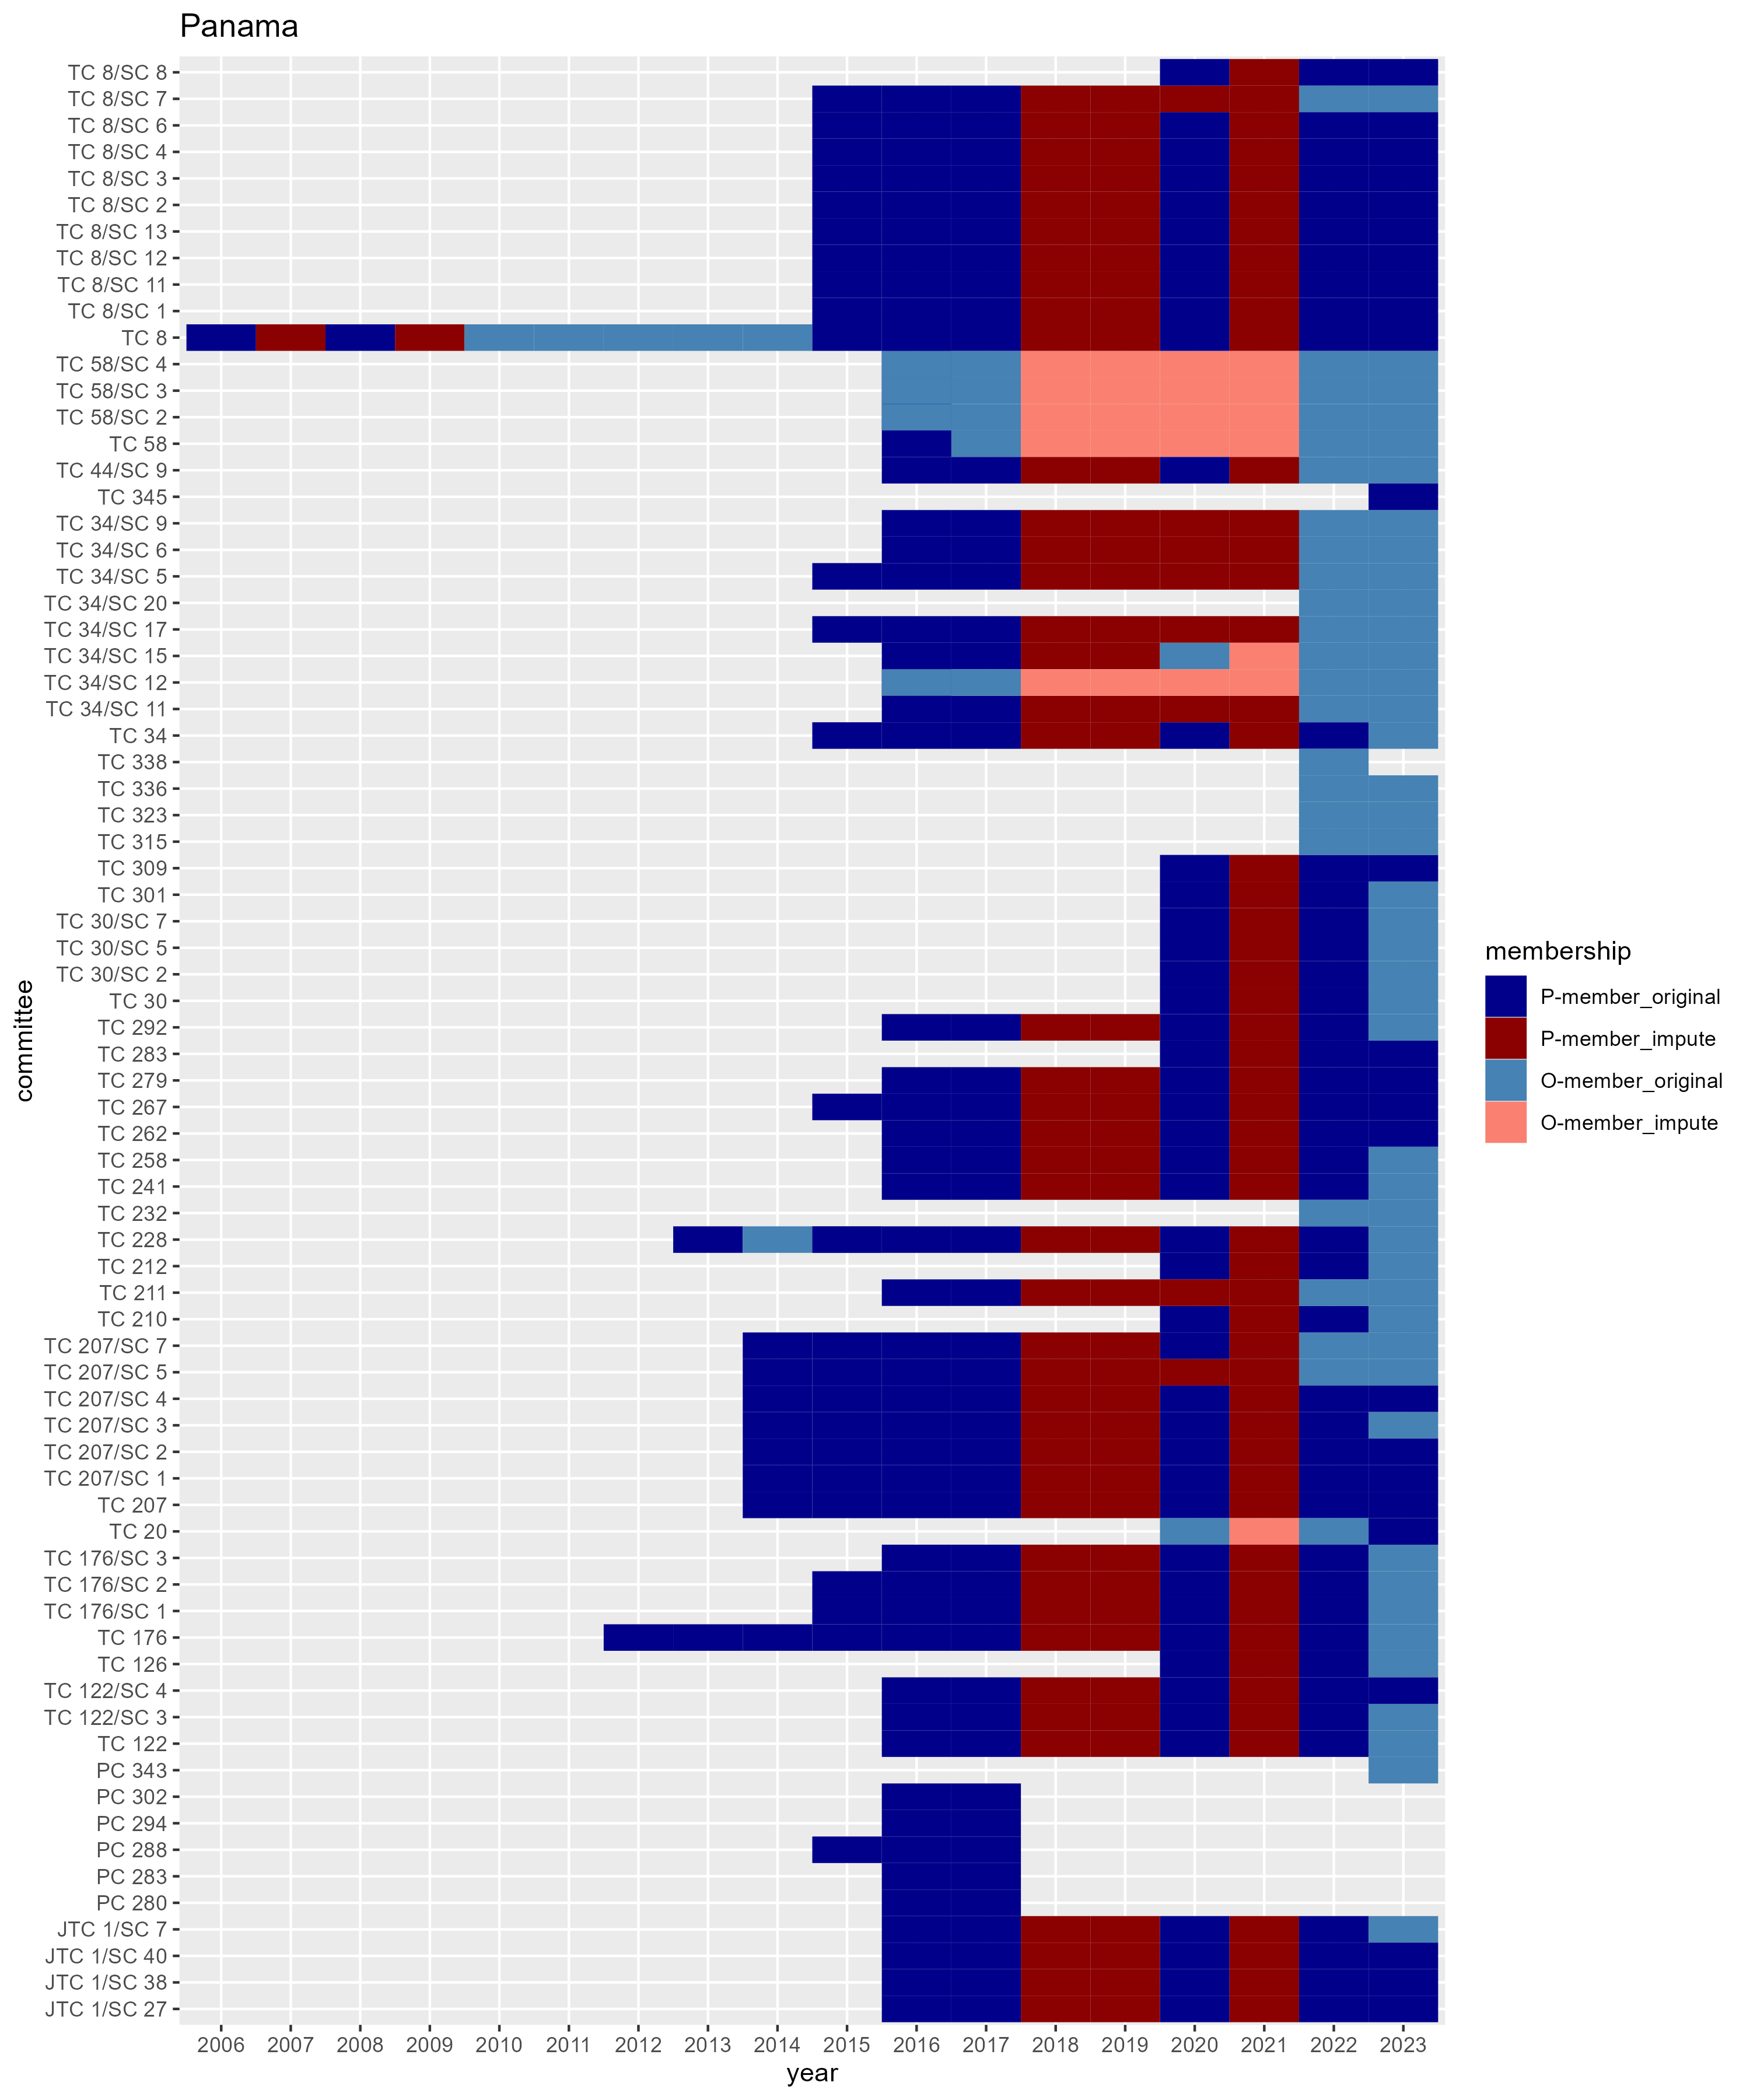 Panama
TC 8/SC 8
TC 8/SC 7
TC 8/SC 6
TC 8/SC 4
TC 8/SC 3
TC 8/SC 2
TC 8/SC 13
TC 8/SC 12
TC 8/SC 11
TC 8/SC 1
TC 8
TC 58/SC 4
TC 58/SC 3
TC 58/SC 2
TC 58
TC 44/SC 9
TC 345
TC 34/SC 9
TC 34/SC 6
TC 34/SC 5
TC 34/SC 20
TC 34/SC 17
TC 34/SC 15
TC 34/SC 12
TC 34/SC 11
TC 34
TC 338
TC 336
TC 323
TC 315
TC 309
TC 301
TC 30/SC 7
TC 30/SC 5
TC 30/SC 2
TC 30
TC 292
TC 283
TC 279
TC 267
TC 262
TC 258
TC 241
TC 232
TC 228
TC 212
TC 211
TC 210
TC 207/SC 7
TC 207/SC 5
TC 207/SC 4
TC 207/SC 3
TC 207/SC 2
TC 207/SC 1
TC 207
TC 20
TC 176/SC 3
TC 176/SC 2
TC 176/SC 1
TC 176
TC 126
TC 122/SC 4
TC 122/SC 3
TC 122
PC 343
PC 302
PC 294
PC 288
PC 283
PC 280
JTC 1/SC 7
JTC 1/SC 40
JTC 1/SC 38
JTC 1/SC 27
committee
2006 2007 2008 2009 2010 2011 2012 2013 2014 2015 2016 2017 2018 2019 2020 2021 2022 2023
year
membership
P-member_original
P-member_impute
O-member_original
O-member_impute